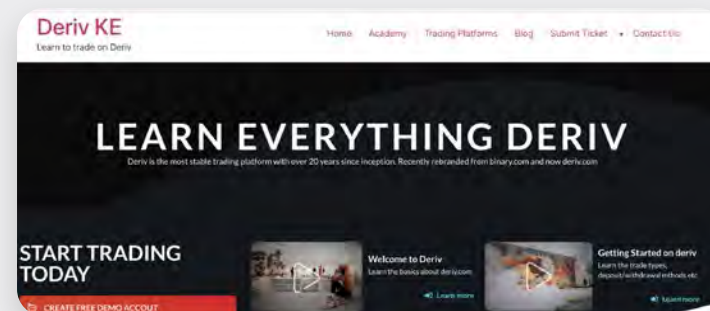 Deriv KE
Learn to trade on Deriv
Home Academy Trading Platforms Blog Submit Ticket Contact Us
LEARN EVERYTHING DERIV
Deriv is the most stable trading platform with over 20 years since inception. Recently rebranded from binary.com and now deriv.com
START TRADING
TODAY
CREATE FREE DEMO ACCOUT
Welcome to Deriv
Learn the basics about deriv.com
Learn more
Getting Started on deriv
Learn the trade types,
deposit/withdrawal mthods etc
Learn more